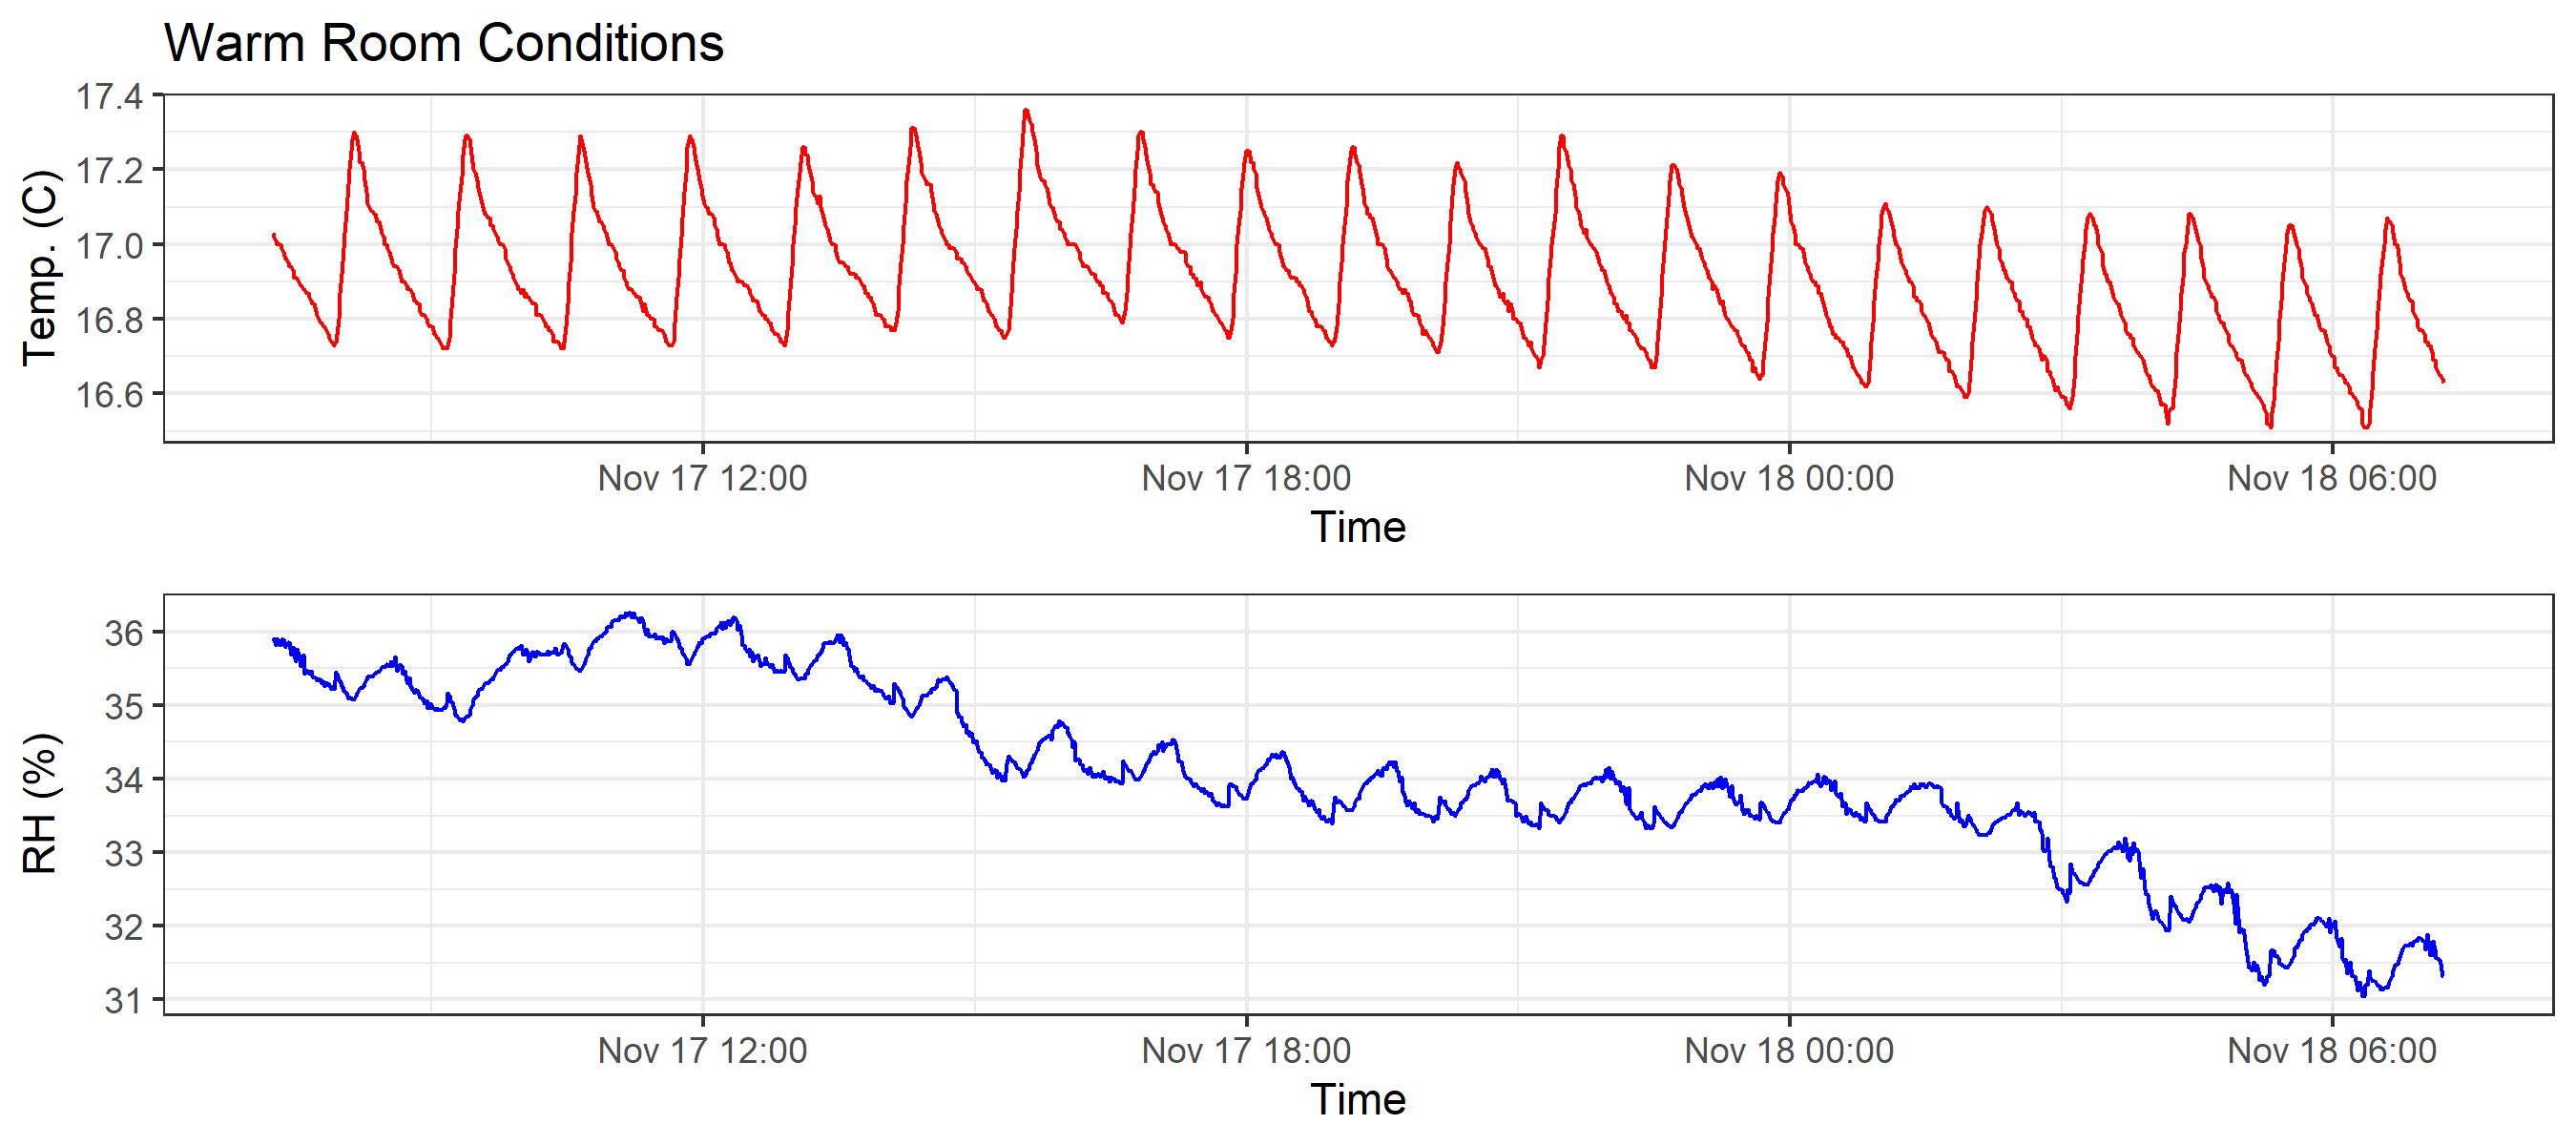 Warm Room Conditions
Temp. (C)
17.4
17.2
17.0
16.8
16.6
Nov 17 12:00 Nov 17 18:00 Nov 18 00:00 Nov 18 06:00
Time
RH (%)
36
35
34
33
32
31
Nov 17 12:00 Nov 17 18:00 Nov 18 00:00 Nov 18 06:00
Time